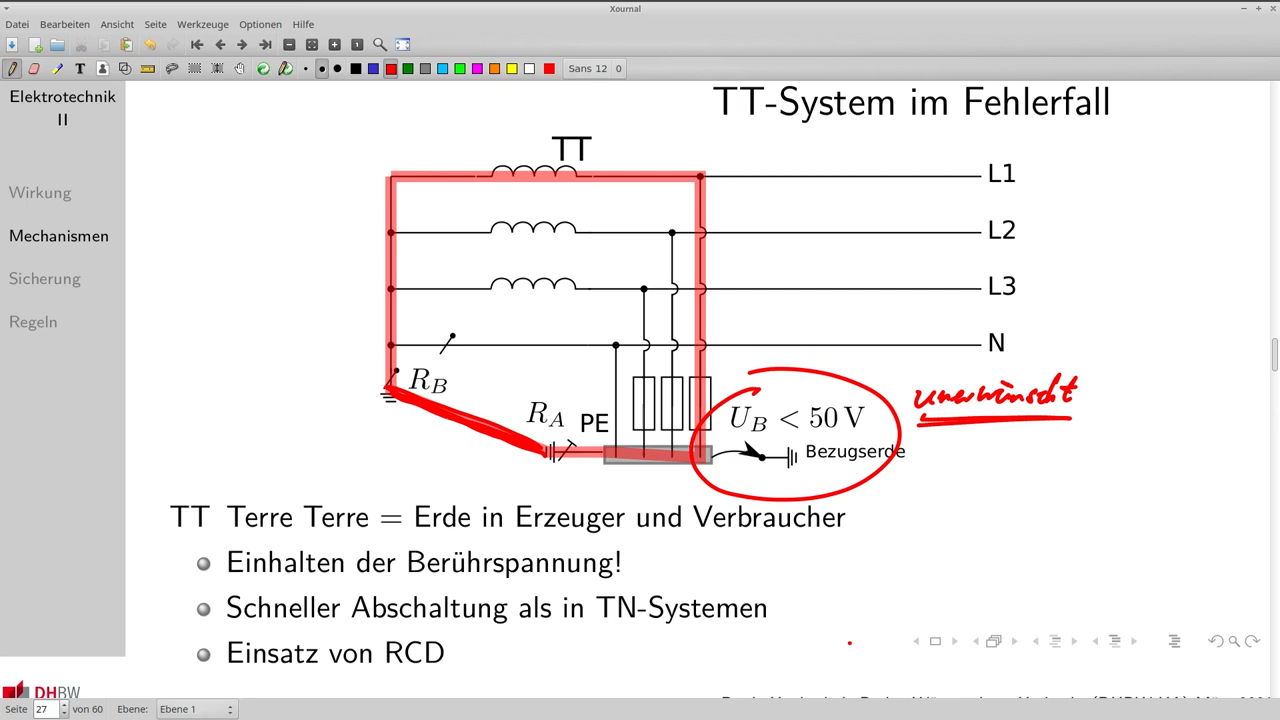 Xournal
Datei Bearbeiten Ansicht Seite Werkzeuge Optionen Hilfe
Sans 12 0
Elektrotechnik
II
Wirkung
Mechanismen
Sicherung
Regeln
TT-System im Fehlerfall
TT
L1
L2
L3
N
R_B
R_A PE
U_B < 50 V
Bezugserde
unerwünscht
TT Terre Terre = Erde in Erzeuger und Verbraucher
Einhalten der Berührspannung!
Schneller Abschaltung als in TN-Systemen
Einsatz von RCD
DHBW
Seite 27 von 60 Ebene: Ebene 1